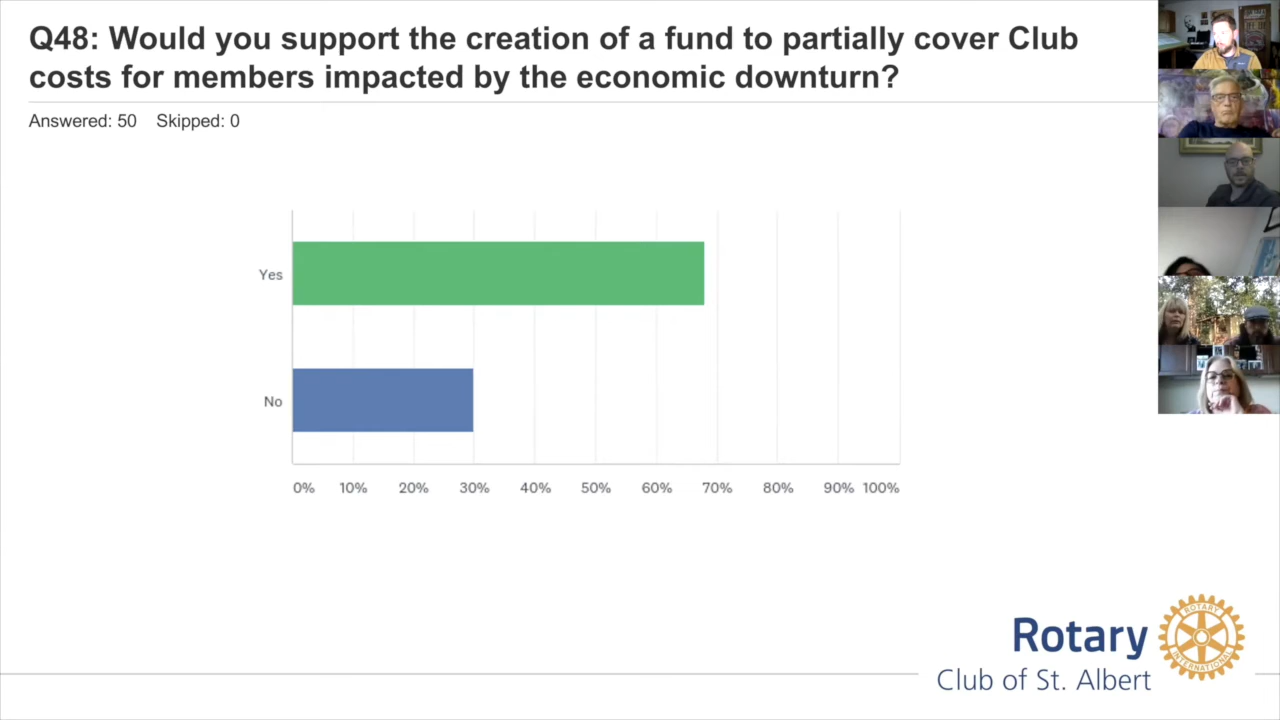 Q48: Would you support the creation of a fund to partially cover Club
costs for members impacted by the economic downturn?
Answered: 50 Skipped: 0
Yes
No
0% 10% 20% 30% 40% 50% 60% 70% 80% 90% 100%
Rotary
Club of St. Albert
ROTARY
INTERNATIONAL